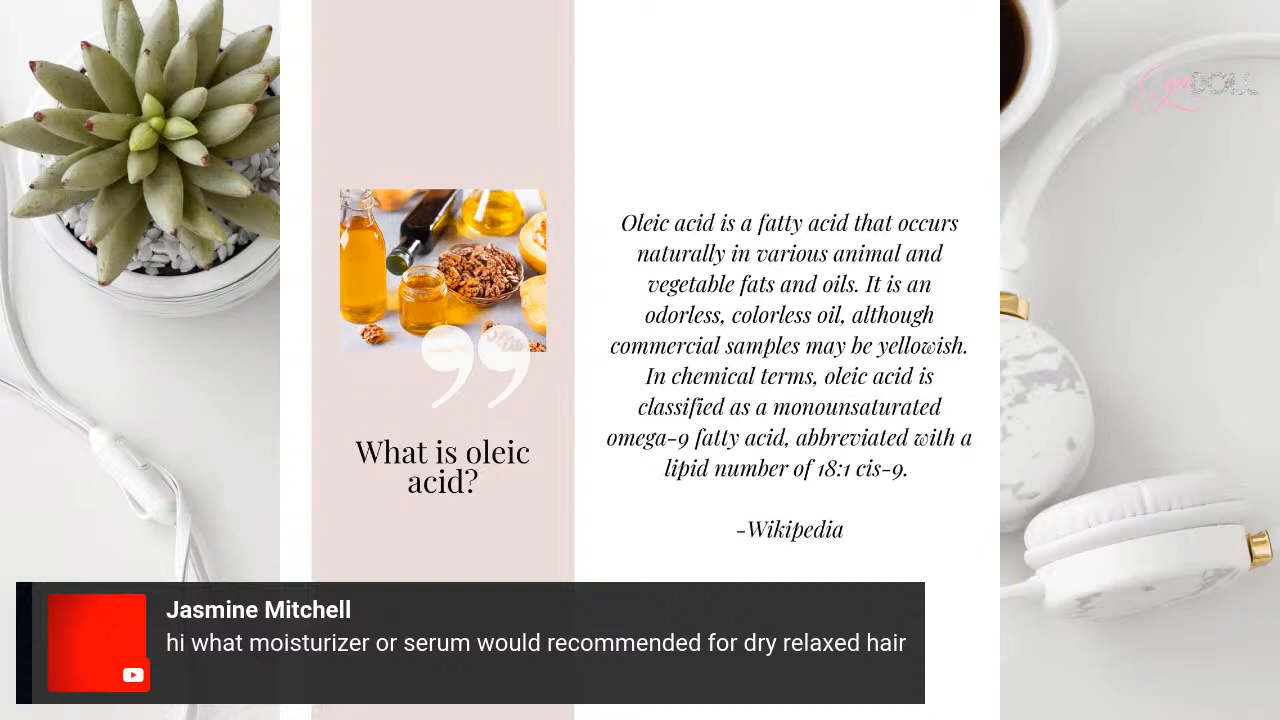 CynDOLL
What is oleic
acid?
Oleic acid is a fatty acid that occurs
naturally in various animal and
vegetable fats and oils. It is an
odorless, colorless oil, although
commercial samples may be yellowish.
In chemical terms, oleic acid is
classified as a monounsaturated
omega-9 fatty acid, abbreviated with a
lipid number of 18:1 cis-9.
-Wikipedia
Jasmine Mitchell
hi what moisturizer or serum would recommended for dry relaxed hair